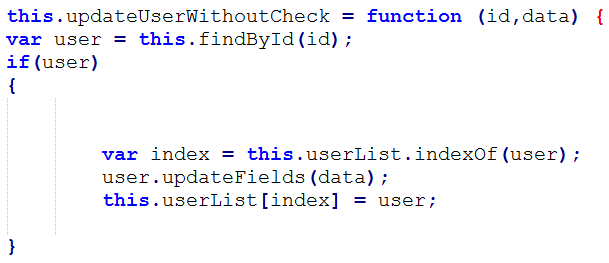 this.updateUserWithoutCheck = function (id,data) {
var user = this.findById(id);
if(user)
{
var index = this.userList.indexOf(user);
user.updateFields(data);
this.userList[index] = user;
}